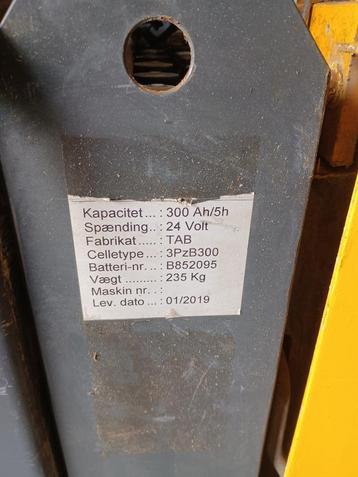 Kapacitet... : 300 Ah/5h
Spænding.. : 24 Volt
Fabrikat ..... : TAB
Celletype ... : 3PzB300
Batteri-nr. .. : B852095
Vægt ......... : 235 Kg
Maskin nr. . :
Lev. dato ... : 01/2019